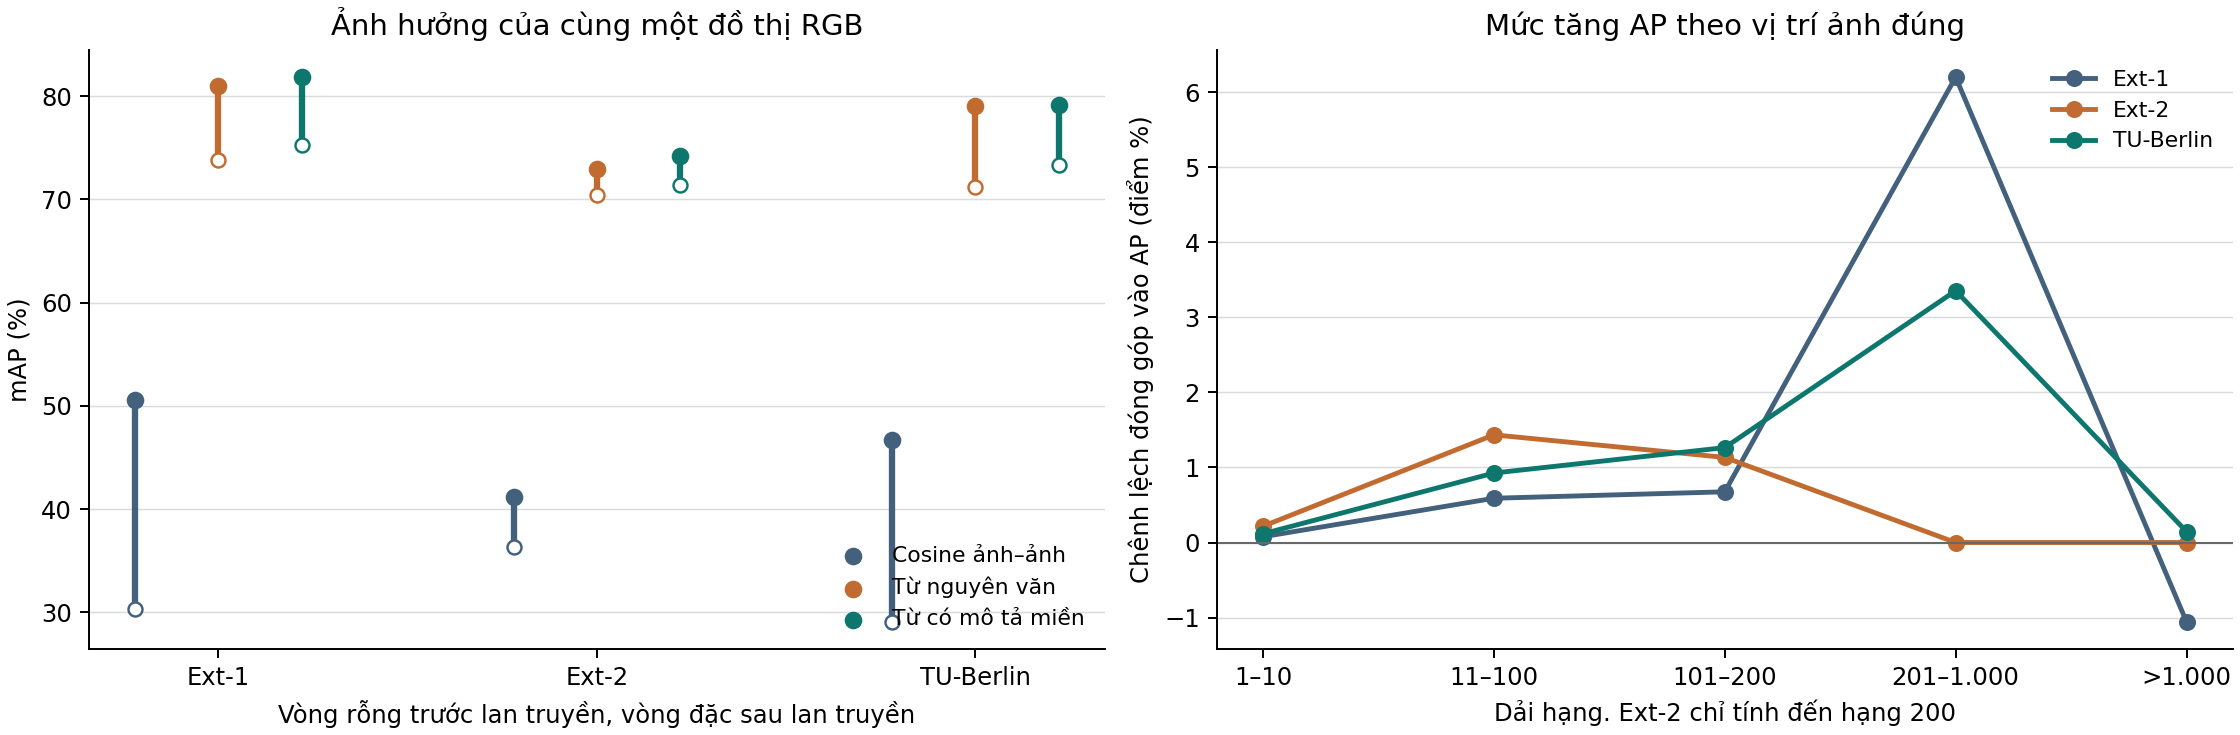 Ảnh hưởng của cùng một đồ thị RGB
mAP (%)
80
70
60
50
40
30
Cosine ảnh–ảnh
Từ nguyên văn
Từ có mô tả miền
Ext-1
Ext-2
TU-Berlin
Vòng rỗng trước lan truyền, vòng đặc sau lan truyền
Mức tăng AP theo vị trí ảnh đúng
Chênh lệch đóng góp vào AP (điểm %)
6
5
4
3
2
1
0
−1
Ext-1
Ext-2
TU-Berlin
1–10
11–100
101–200
201–1.000
>1.000
Dải hạng. Ext-2 chỉ tính đến hạng 200